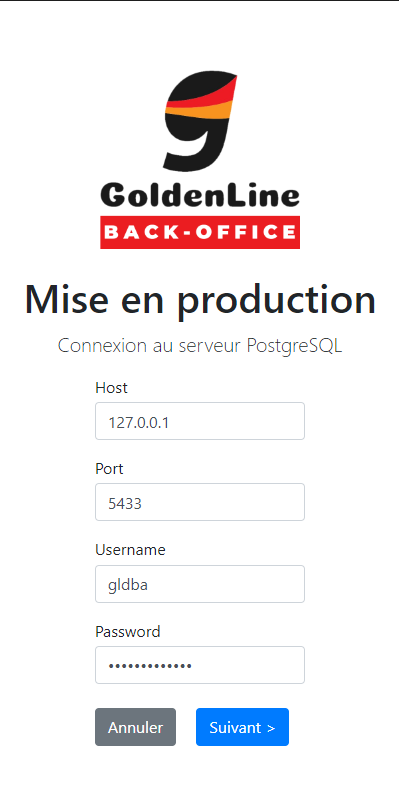 g
GoldenLine
BACK-OFFICE
Mise en production
Connexion au serveur PostgreSQL
Host
127.0.0.1
Port
5433
Username
gldba
Password
•••••••••••••
Annuler
Suivant >